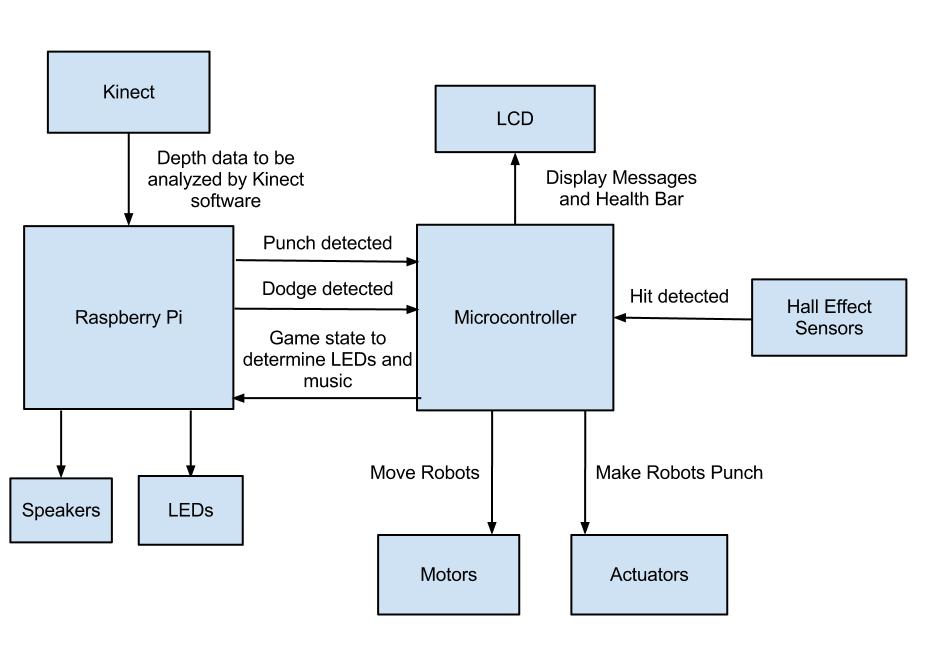 Kinect
LCD
Depth data to be
analyzed by Kinect
software
Display Messages
and Health Bar
Raspberry Pi
Punch detected
Dodge detected
Game state to
determine LEDs and
music
Microcontroller
Hit detected
Hall Effect
Sensors
Speakers
LEDs
Move Robots
Make Robots Punch
Motors
Actuators